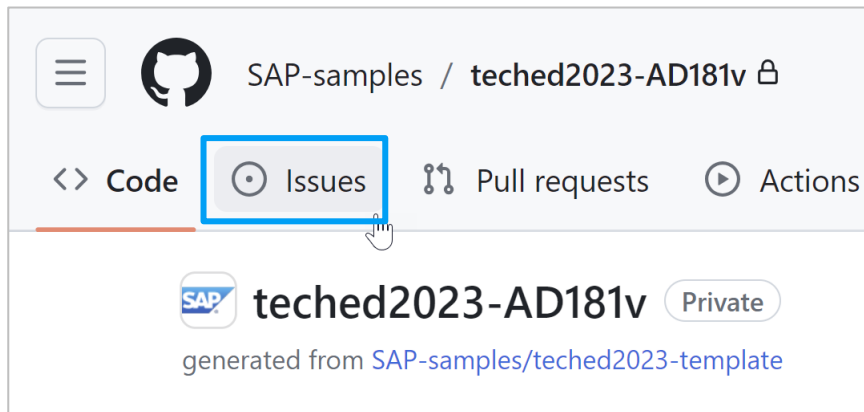 SAP-samples / teched2023-AD181v
Code Issues Pull requests Actions
SAP teched2023-AD181v Private
generated from SAP-samples/teched2023-template